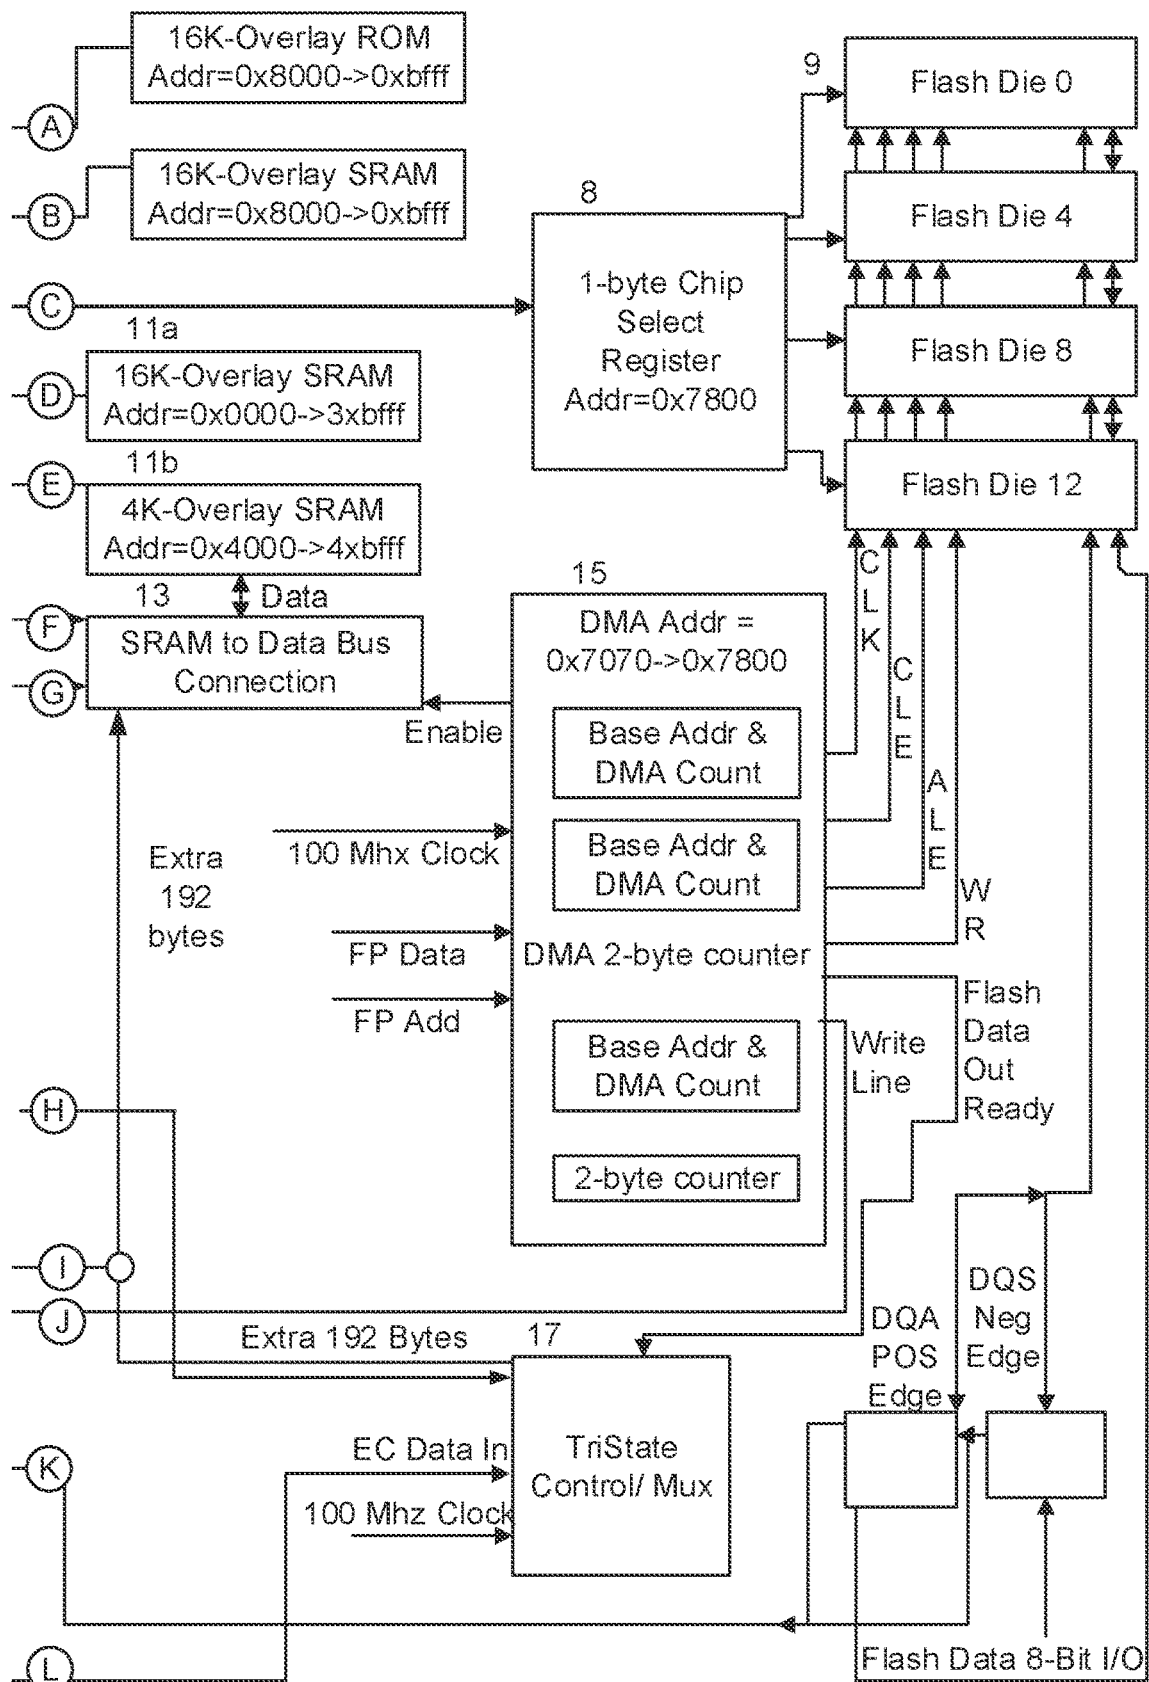 16K-Overlay ROM
Addr=0x8000->0xbfff
A
16K-Overlay SRAM
Addr=0x8000->0xbfff
B
C
11a
16K-Overlay SRAM
Addr=0x0000->3xbfff
D
11b
E
4K-Overlay SRAM
Addr=0x4000->4xbfff
13
Data
F
SRAM to Data Bus
Connection
G
Enable
8
1-byte Chip
Select
Register
Addr=0x7800
9
Flash Die 0
Flash Die 4
Flash Die 8
Flash Die 12
15
DMA Addr =
0x7070->0x7800
Base Addr &
DMA Count
Base Addr &
DMA Count
DMA 2-byte counter
Base Addr &
DMA Count
2-byte counter
CLK
CLE
ALE
WR
100 Mhx Clock
FP Data
FP Add
Extra
192
bytes
Write
Line
Flash
Data
Out
Ready
H
I
J
Extra 192 Bytes
17
DQA
POS
Edge
DQS
Neg
Edge
K
EC Data In
100 Mhz Clock
TriState
Control/ Mux
L
Flash Data 8-Bit I/O